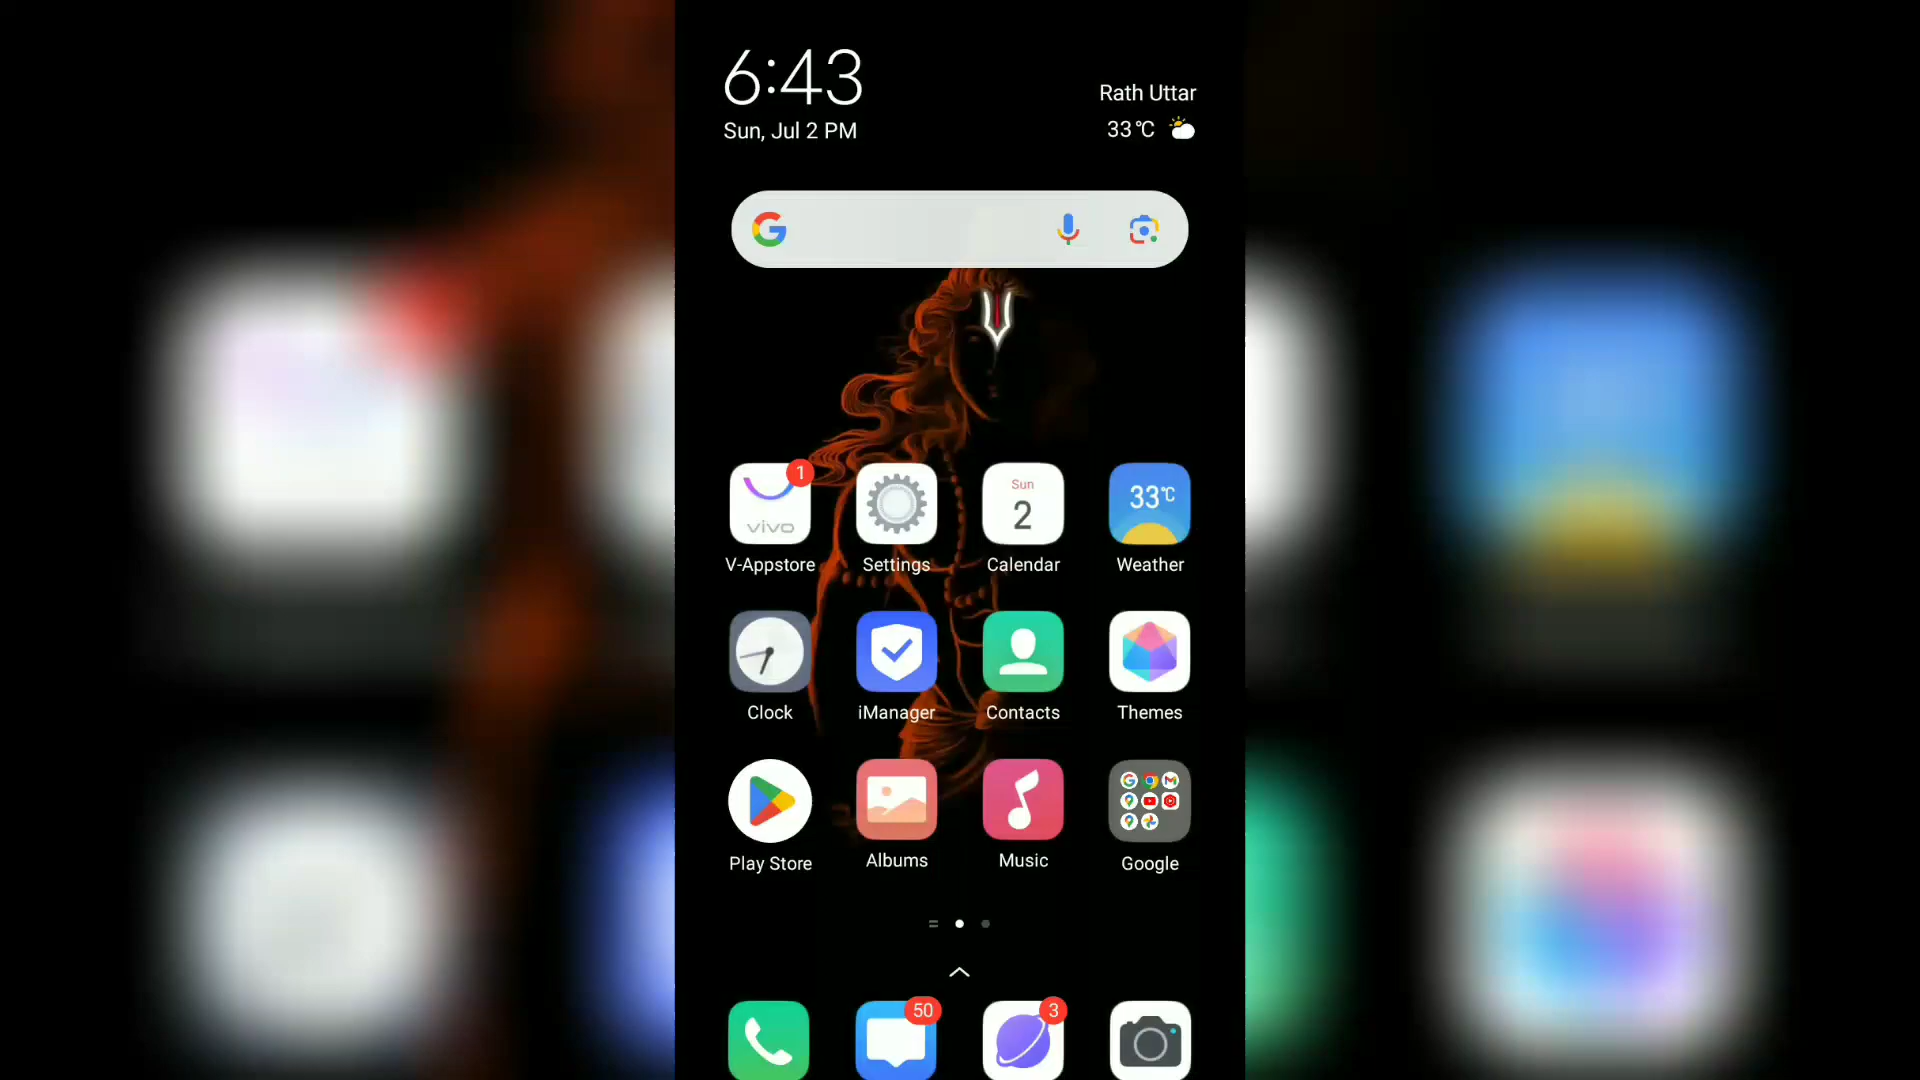 6:43
Sun, Jul 2 PM
Rath Uttar
33℃
1
vivo
Sun
2
33℃
V-Appstore
Settings
Calendar
Weather
Clock
iManager
Contacts
Themes
Play Store
Albums
Music
Google
50
3